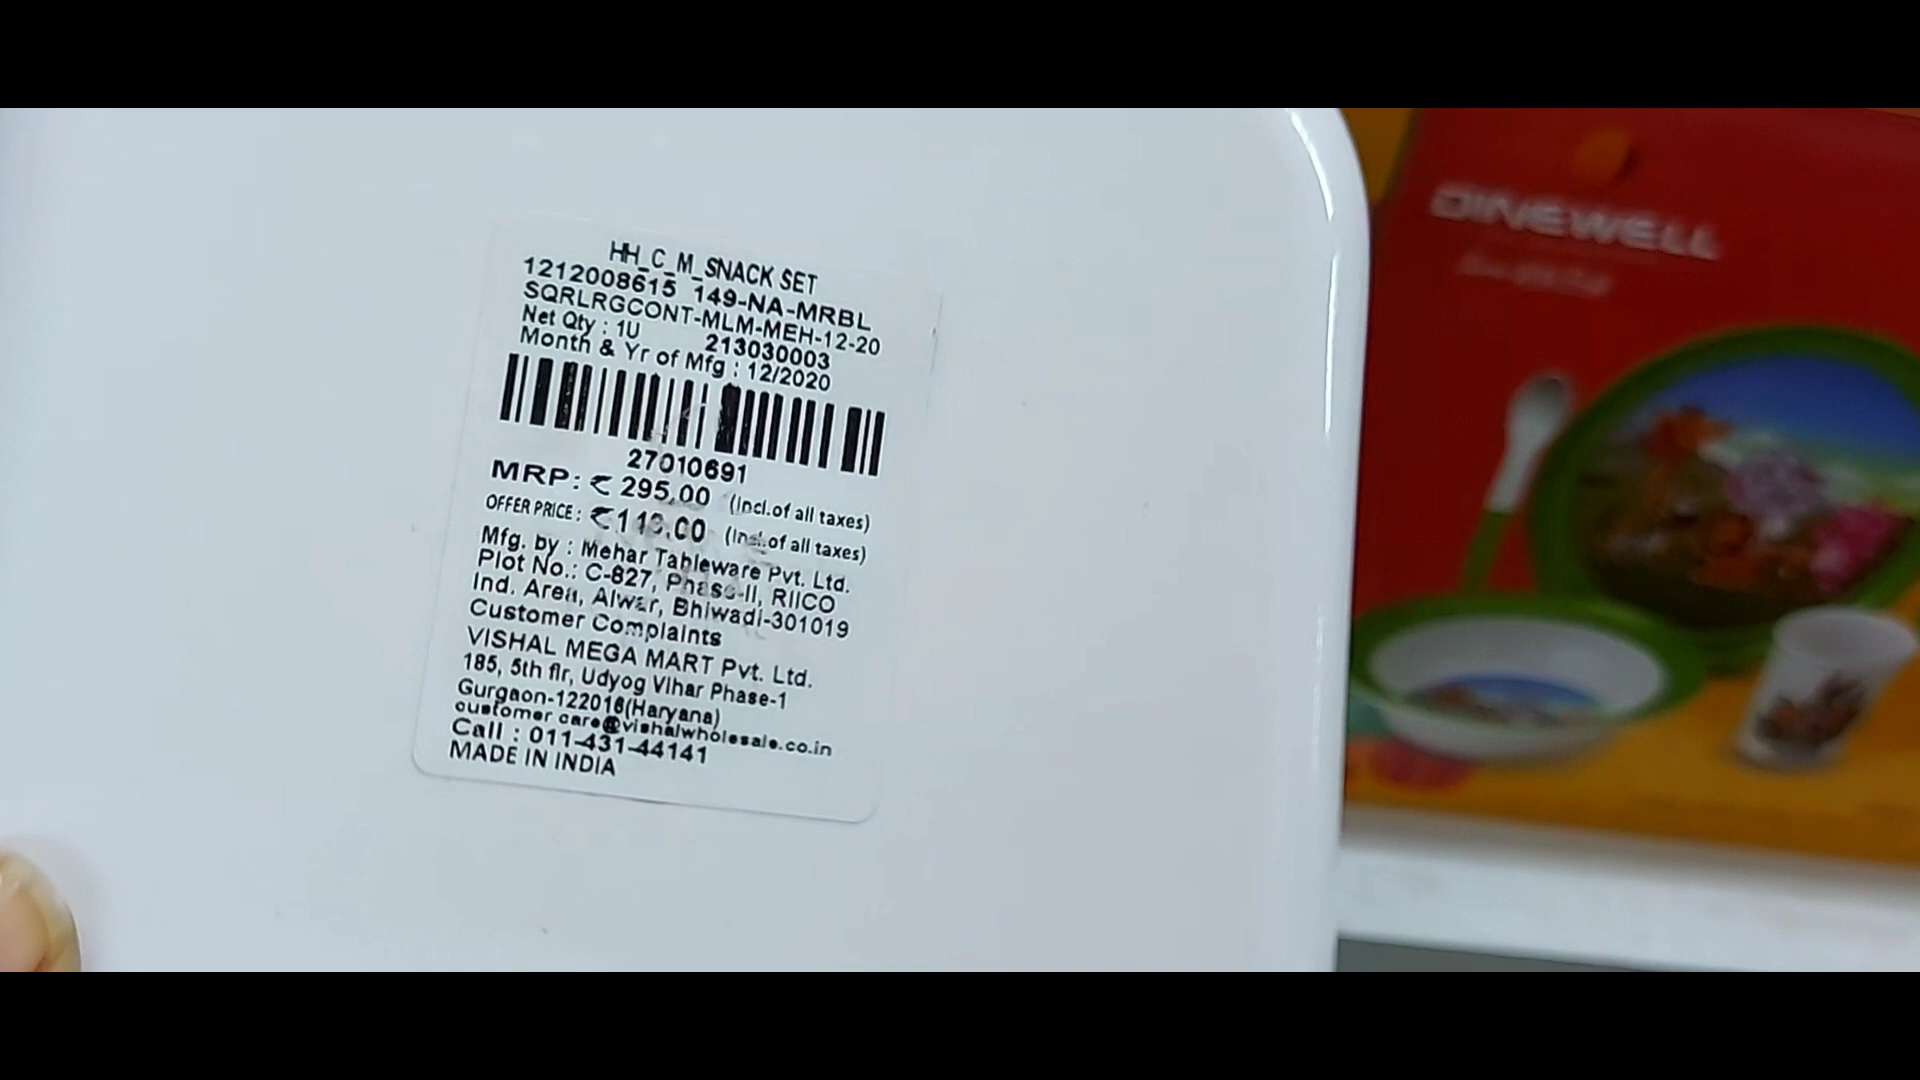 HH_C_M_SNACK SET
1212008615 149-NA-MRBL
SQRLRGCONT-MLM-MEH-12-20
Net Qty : 1U 213030003
Month & Yr of Mfg : 12/2020
27010691
MRP: ₹ 295.00 (Incl.of all taxes)
OFFER PRICE : (Incl.of all taxes)
Mfg. by : Mehar Tableware Pvt. Ltd.
Plot No.: C-827, Phase-II, RIICO
Ind. Area, Alwar, Bhiwadi-301019
Customer Complaints
VISHAL MEGA MART Pvt. Ltd.
185, 5th flr, Udyog Vihar Phase-1
Gurgaon-122016(Haryana)
customer care@vishalwholesale.co.in
Call : 011-431-44141
MADE IN INDIA
DINEWELL